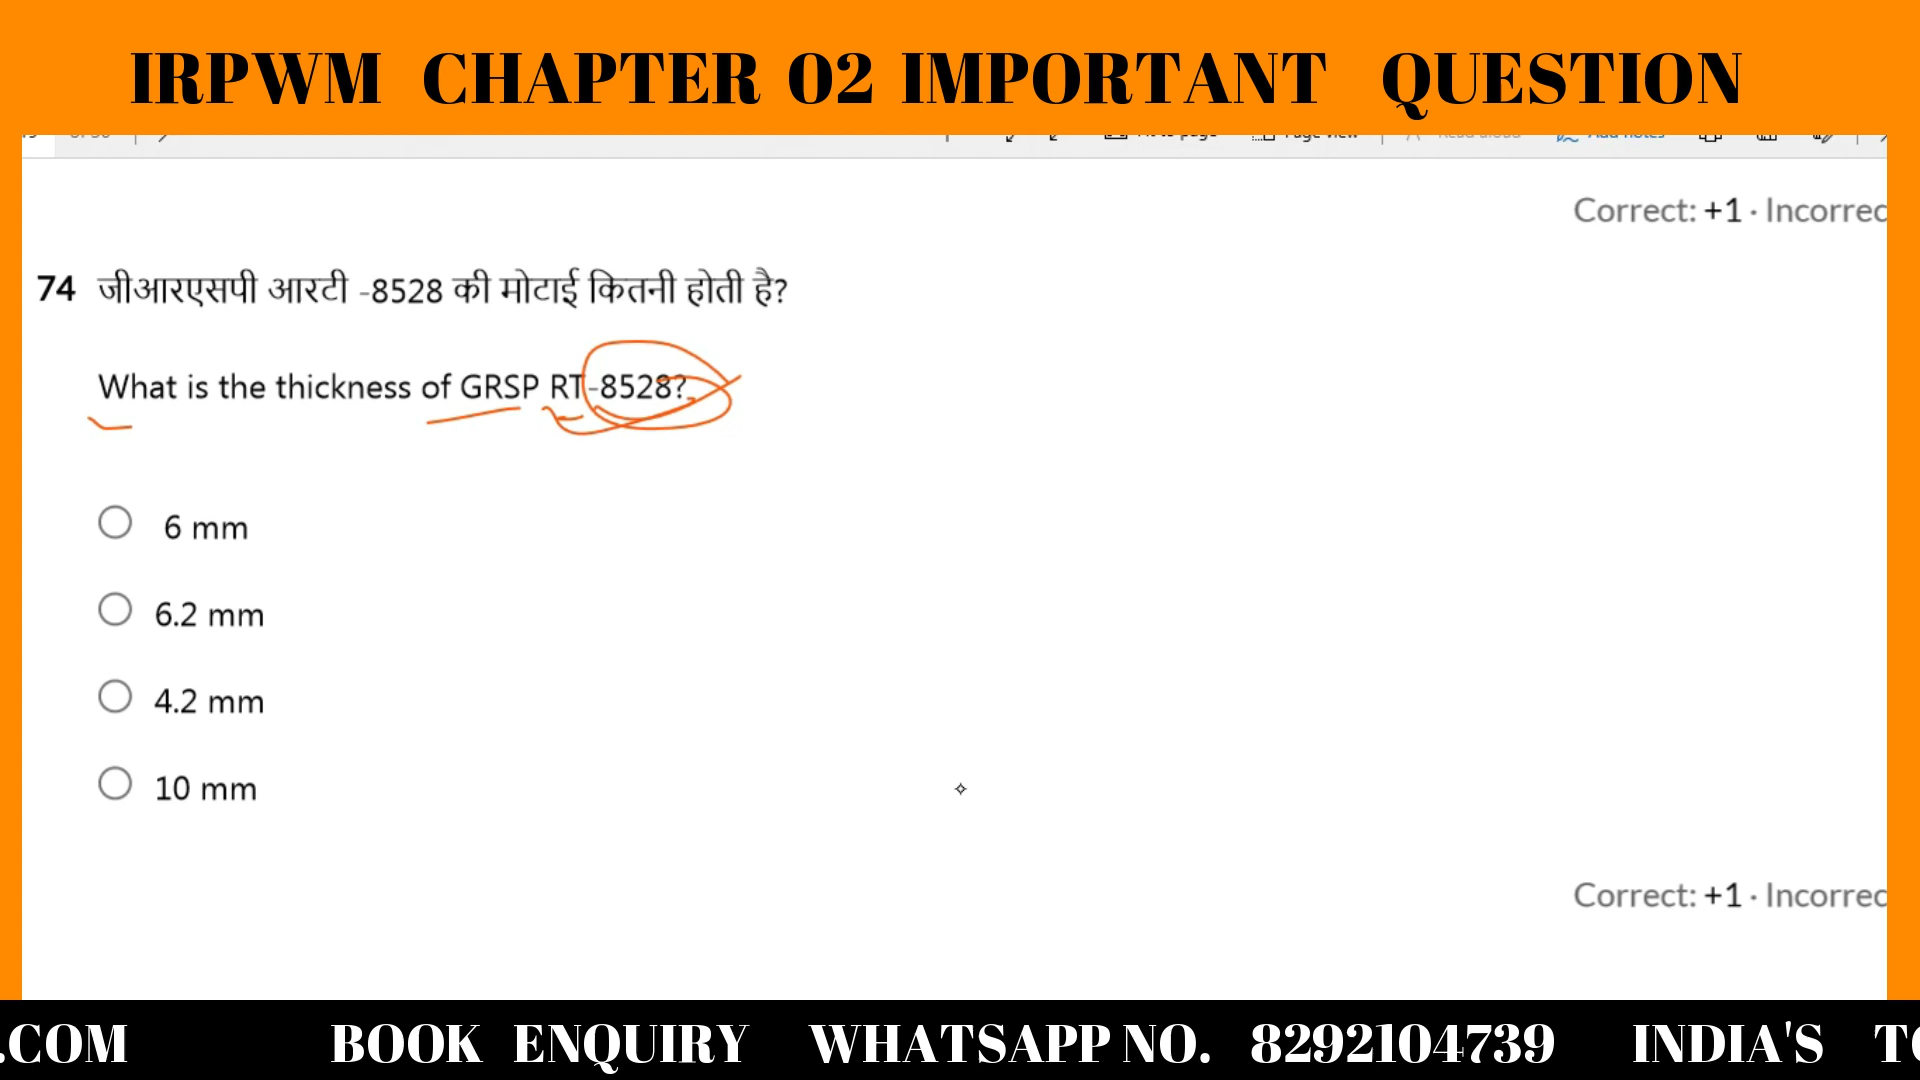 IRPWM CHAPTER 02 IMPORTANT QUESTION
Correct: +1 · Incorrec
74 जीआरएसपी आरटी -8528 की मोटाई कितनी होती है?
What is the thickness of GRSP RT-8528?
6 mm
6.2 mm
4.2 mm
10 mm
Correct: +1 · Incorrec
.COM BOOK ENQUIRY WHATSAPP NO. 8292104739 INDIA'S TO